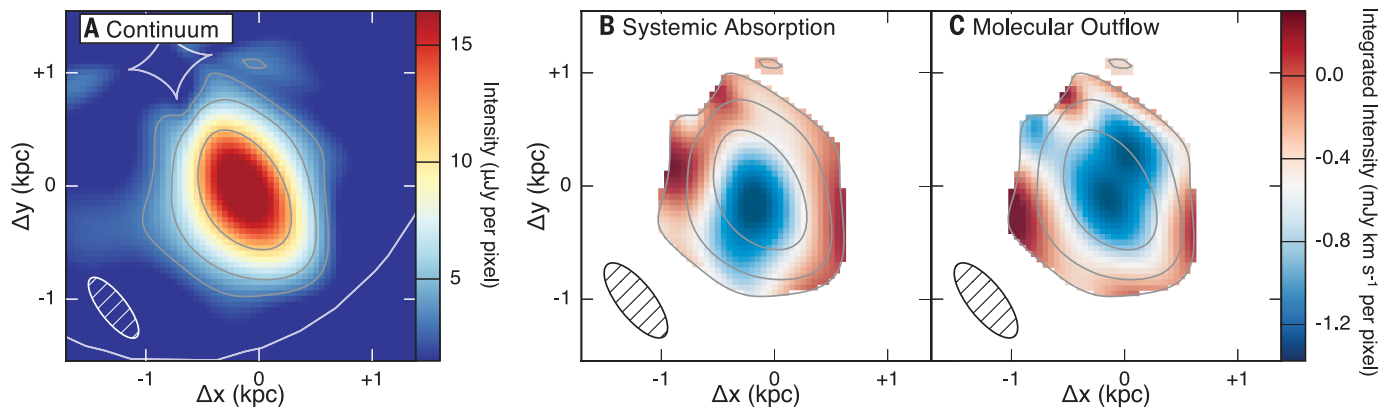 A Continuum
+1
0
-1
Δy (kpc)
-1
0
+1
Δx (kpc)
15
10
5
Intensity (μJy per pixel)
B Systemic Absorption
+1
0
-1
Δy (kpc)
-1
0
+1
Δx (kpc)
C Molecular Outflow
-1
0
+1
Δx (kpc)
0.0
-0.4
-0.8
-1.2
Integrated Intensity (mJy km s⁻¹ per pixel)